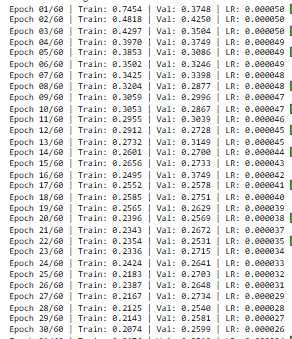 Epoch 01/60 | Train: 0.7454 | Val: 0.3748 | LR: 0.000050
Epoch 02/60 | Train: 0.4818 | Val: 0.4250 | LR: 0.000050
Epoch 03/60 | Train: 0.4297 | Val: 0.3504 | LR: 0.000050
Epoch 04/60 | Train: 0.3970 | Val: 0.3749 | LR: 0.000049
Epoch 05/60 | Train: 0.3853 | Val: 0.3086 | LR: 0.000049
Epoch 06/60 | Train: 0.3502 | Val: 0.3246 | LR: 0.000049
Epoch 07/60 | Train: 0.3425 | Val: 0.3398 | LR: 0.000048
Epoch 08/60 | Train: 0.3204 | Val: 0.2877 | LR: 0.000048
Epoch 09/60 | Train: 0.3059 | Val: 0.2996 | LR: 0.000047
Epoch 10/60 | Train: 0.3053 | Val: 0.2867 | LR: 0.000047
Epoch 11/60 | Train: 0.2955 | Val: 0.3039 | LR: 0.000046
Epoch 12/60 | Train: 0.2912 | Val: 0.2728 | LR: 0.000045
Epoch 13/60 | Train: 0.2732 | Val: 0.3149 | LR: 0.000045
Epoch 14/60 | Train: 0.2601 | Val: 0.2700 | LR: 0.000044
Epoch 15/60 | Train: 0.2656 | Val: 0.2733 | LR: 0.000043
Epoch 16/60 | Train: 0.2495 | Val: 0.3749 | LR: 0.000042
Epoch 17/60 | Train: 0.2552 | Val: 0.2578 | LR: 0.000041
Epoch 18/60 | Train: 0.2585 | Val: 0.2751 | LR: 0.000040
Epoch 19/60 | Train: 0.2565 | Val: 0.2629 | LR: 0.000039
Epoch 20/60 | Train: 0.2396 | Val: 0.2569 | LR: 0.000038
Epoch 21/60 | Train: 0.2343 | Val: 0.2672 | LR: 0.000037
Epoch 22/60 | Train: 0.2354 | Val: 0.2531 | LR: 0.000035
Epoch 23/60 | Train: 0.2336 | Val: 0.2715 | LR: 0.000034
Epoch 24/60 | Train: 0.2254 | Val: 0.2641 | LR: 0.000033
Epoch 25/60 | Train: 0.2183 | Val: 0.2703 | LR: 0.000032
Epoch 26/60 | Train: 0.2387 | Val: 0.2648 | LR: 0.000031
Epoch 27/60 | Train: 0.2167 | Val: 0.2734 | LR: 0.000029
Epoch 28/60 | Train: 0.2125 | Val: 0.2540 | LR: 0.000028
Epoch 29/60 | Train: 0.2143 | Val: 0.2581 | LR: 0.000027
Epoch 30/60 | Train: 0.2074 | Val: 0.2599 | LR: 0.000026